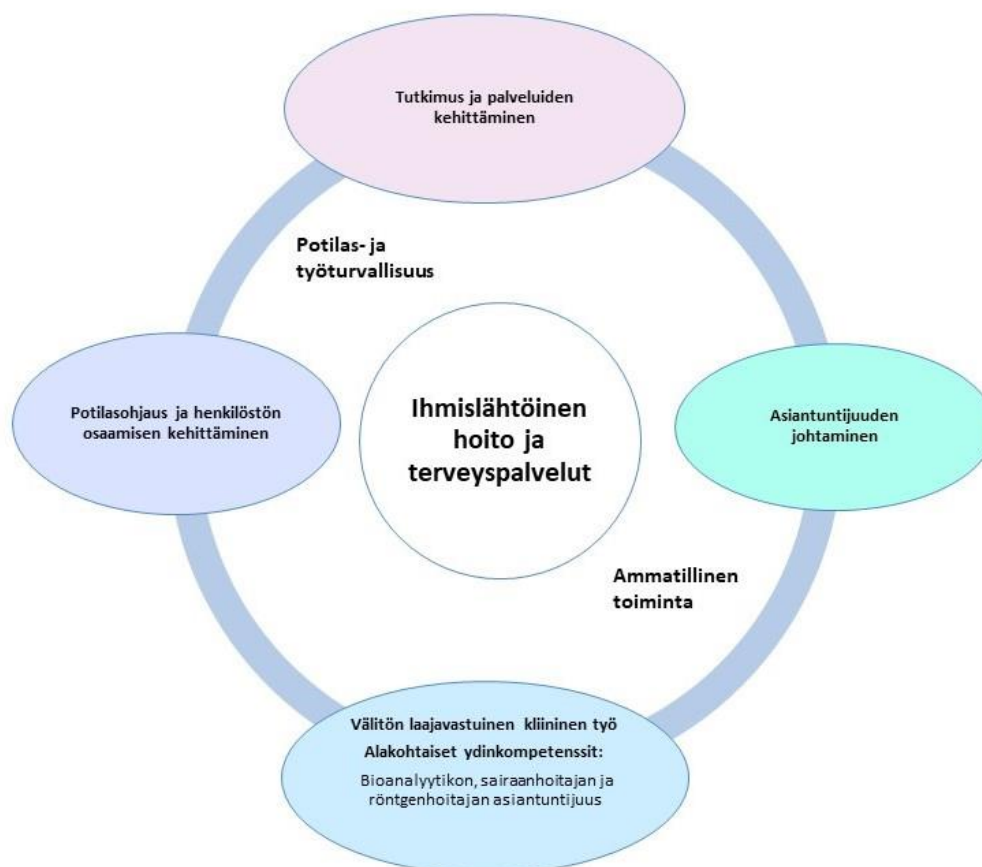 Tutkimus ja palveluiden
kehittäminen
Potilas- ja
työturvallisuus
Potilasohjaus ja henkilöstön
osaamisen kehittäminen
Ihmislähtöinen
hoito ja
terveyspalvelut
Asiantuntijuuden
johtaminen
Ammatillinen
toiminta
Välitön laajavastuinen kliininen työ
Alakohtaiset ydinkompetenssit:
Bioanalyytikon, sairaanhoitajan ja
röntgenhoitajan asiantuntijuus